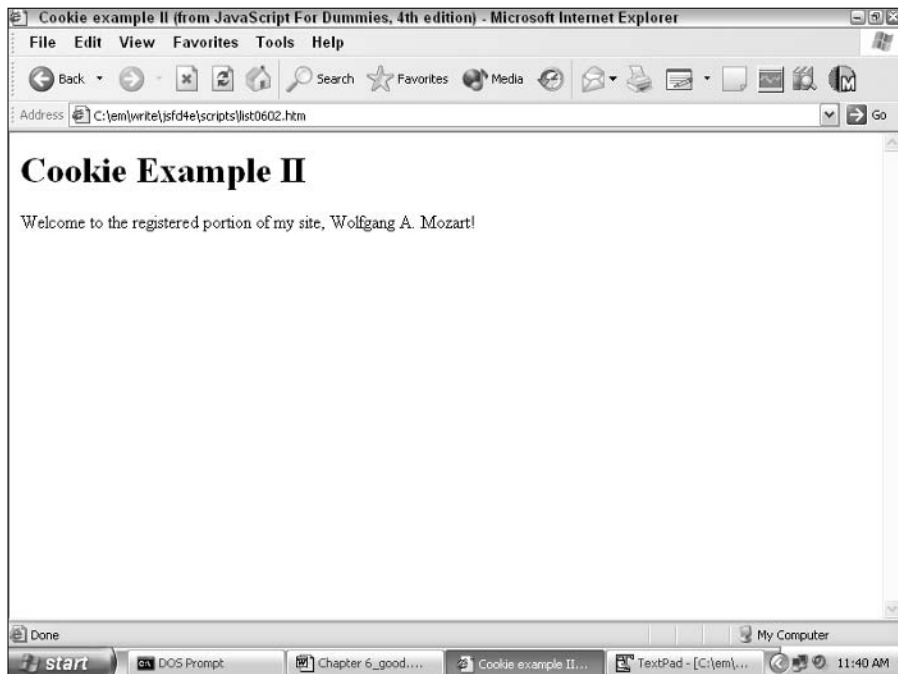 Cookie example II (from JavaScript For Dummies, 4th edition) - Microsoft Internet Explorer
File Edit View Favorites Tools Help
Back Search Favorites Media
Address C:\em\write\jsfd4e\scripts\list0602.htm Go
Cookie Example II
Welcome to the registered portion of my site, Wolfgang A. Mozart!
Done My Computer
start DOS Prompt Chapter 6_good.... Cookie example II... TextPad - [C:\em\... 11:40 AM